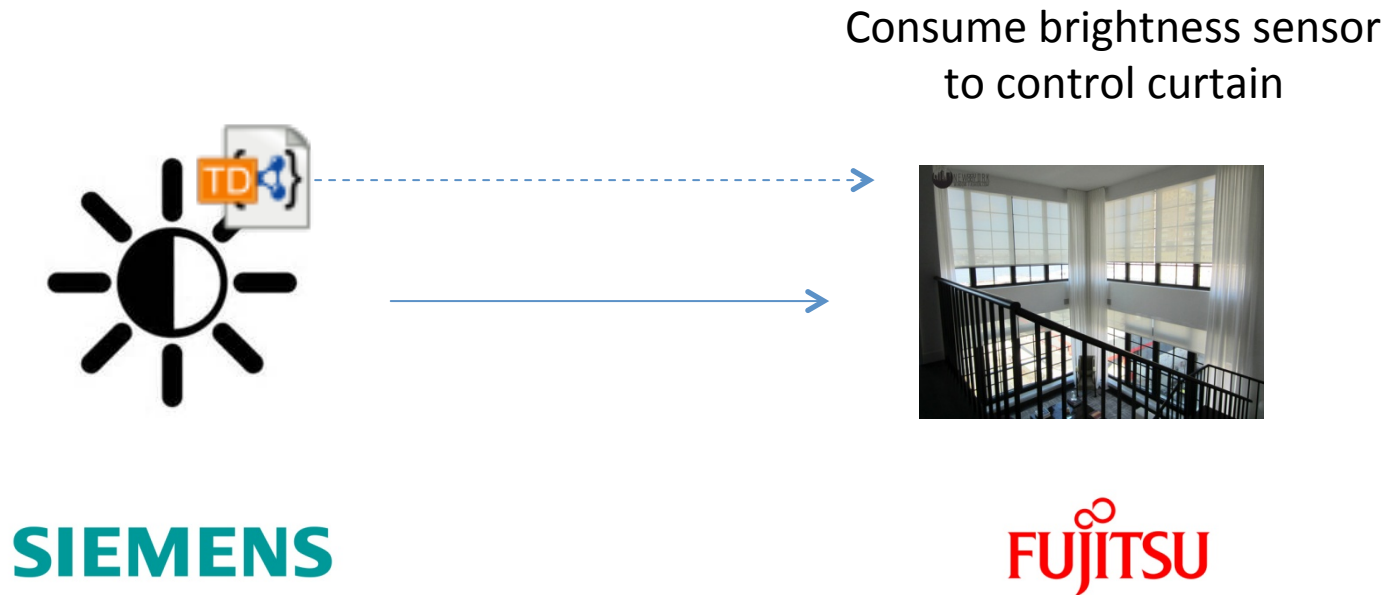 Consume brightness sensor
to control curtain
TD
{ }
SIEMENS
FUJITSU